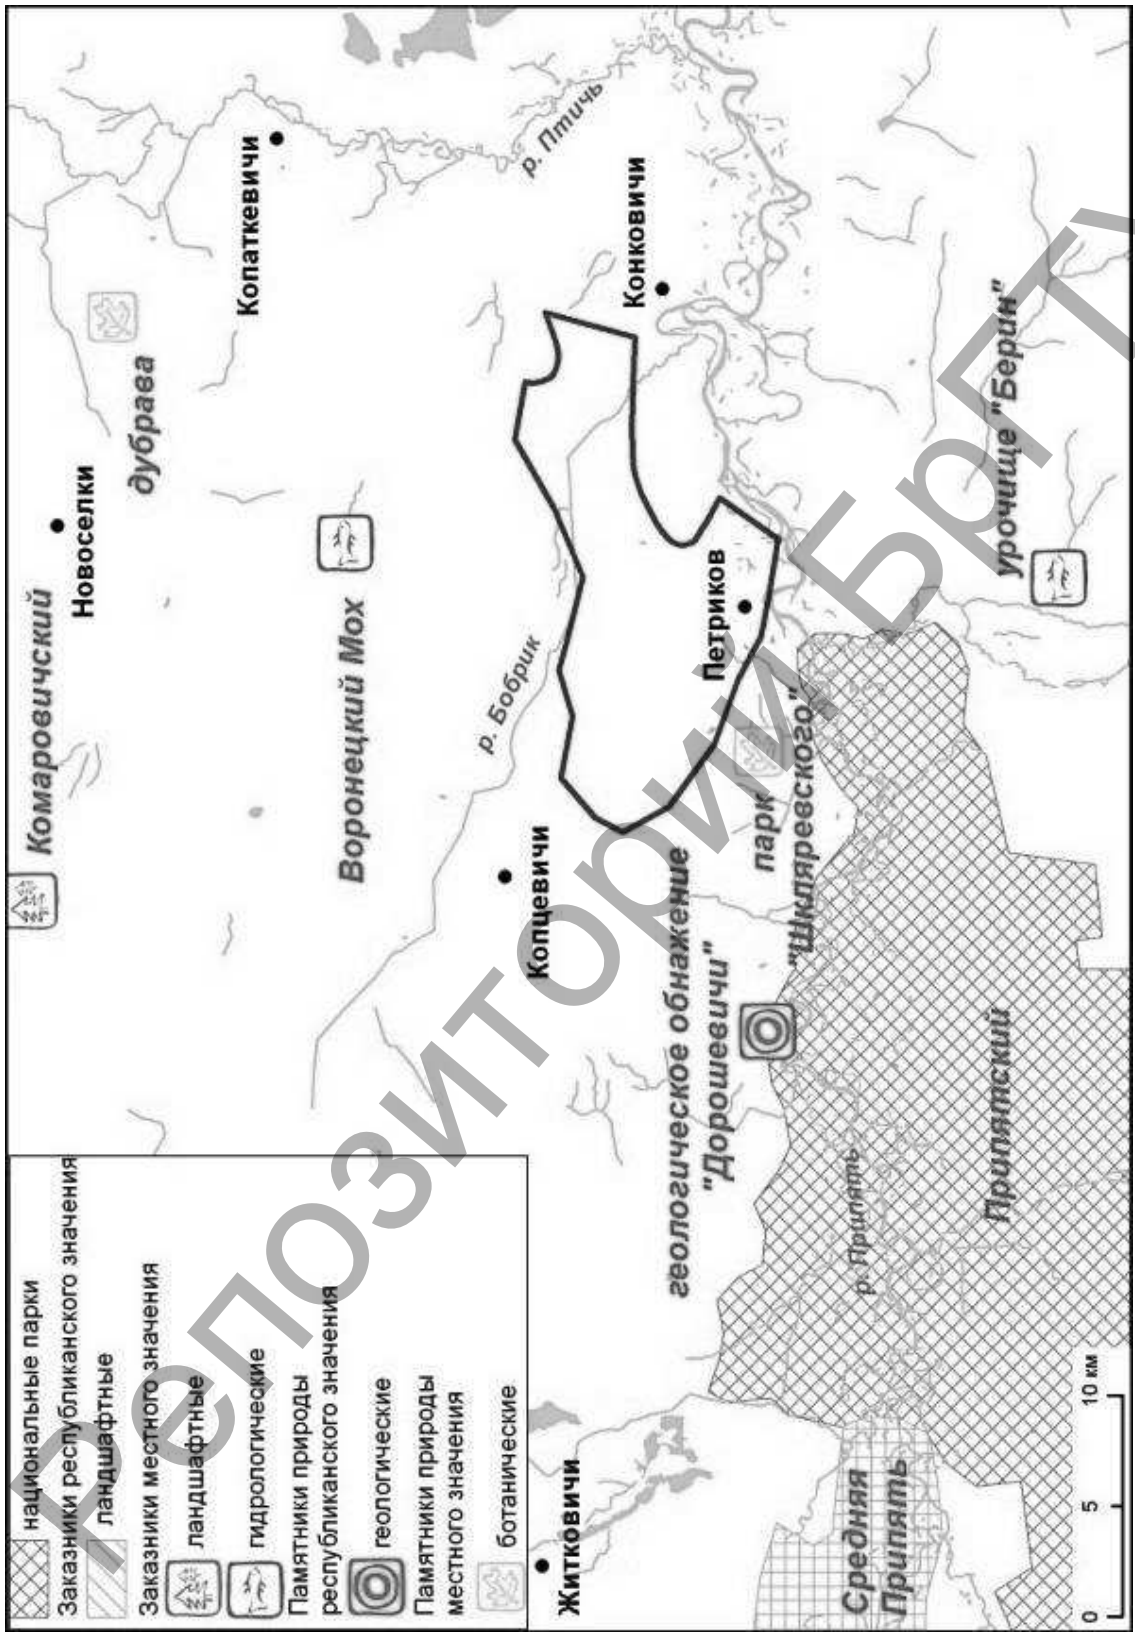 национальные парки
Заказники республиканского значения
ландшафтные
Заказники местного значения
ландшафтные
гидрологические
Памятники природы
республиканского значения
геологические
Памятники природы
местного значения
ботанические
Комаровичский
Новоселки
дубрава
Копаткевичи
Воронецкий Мох
р. Бобрик
р. Птичь
Копцевичи
Конковичи
Житковичи
геологическое обнажение
"Дорошевичи"
Петриков
парк
"Шкляревского"
р. Припять
Средняя
Припять
Припятский
урочище "Берин"
0 5 10 км
Репозиторий БрГТУ